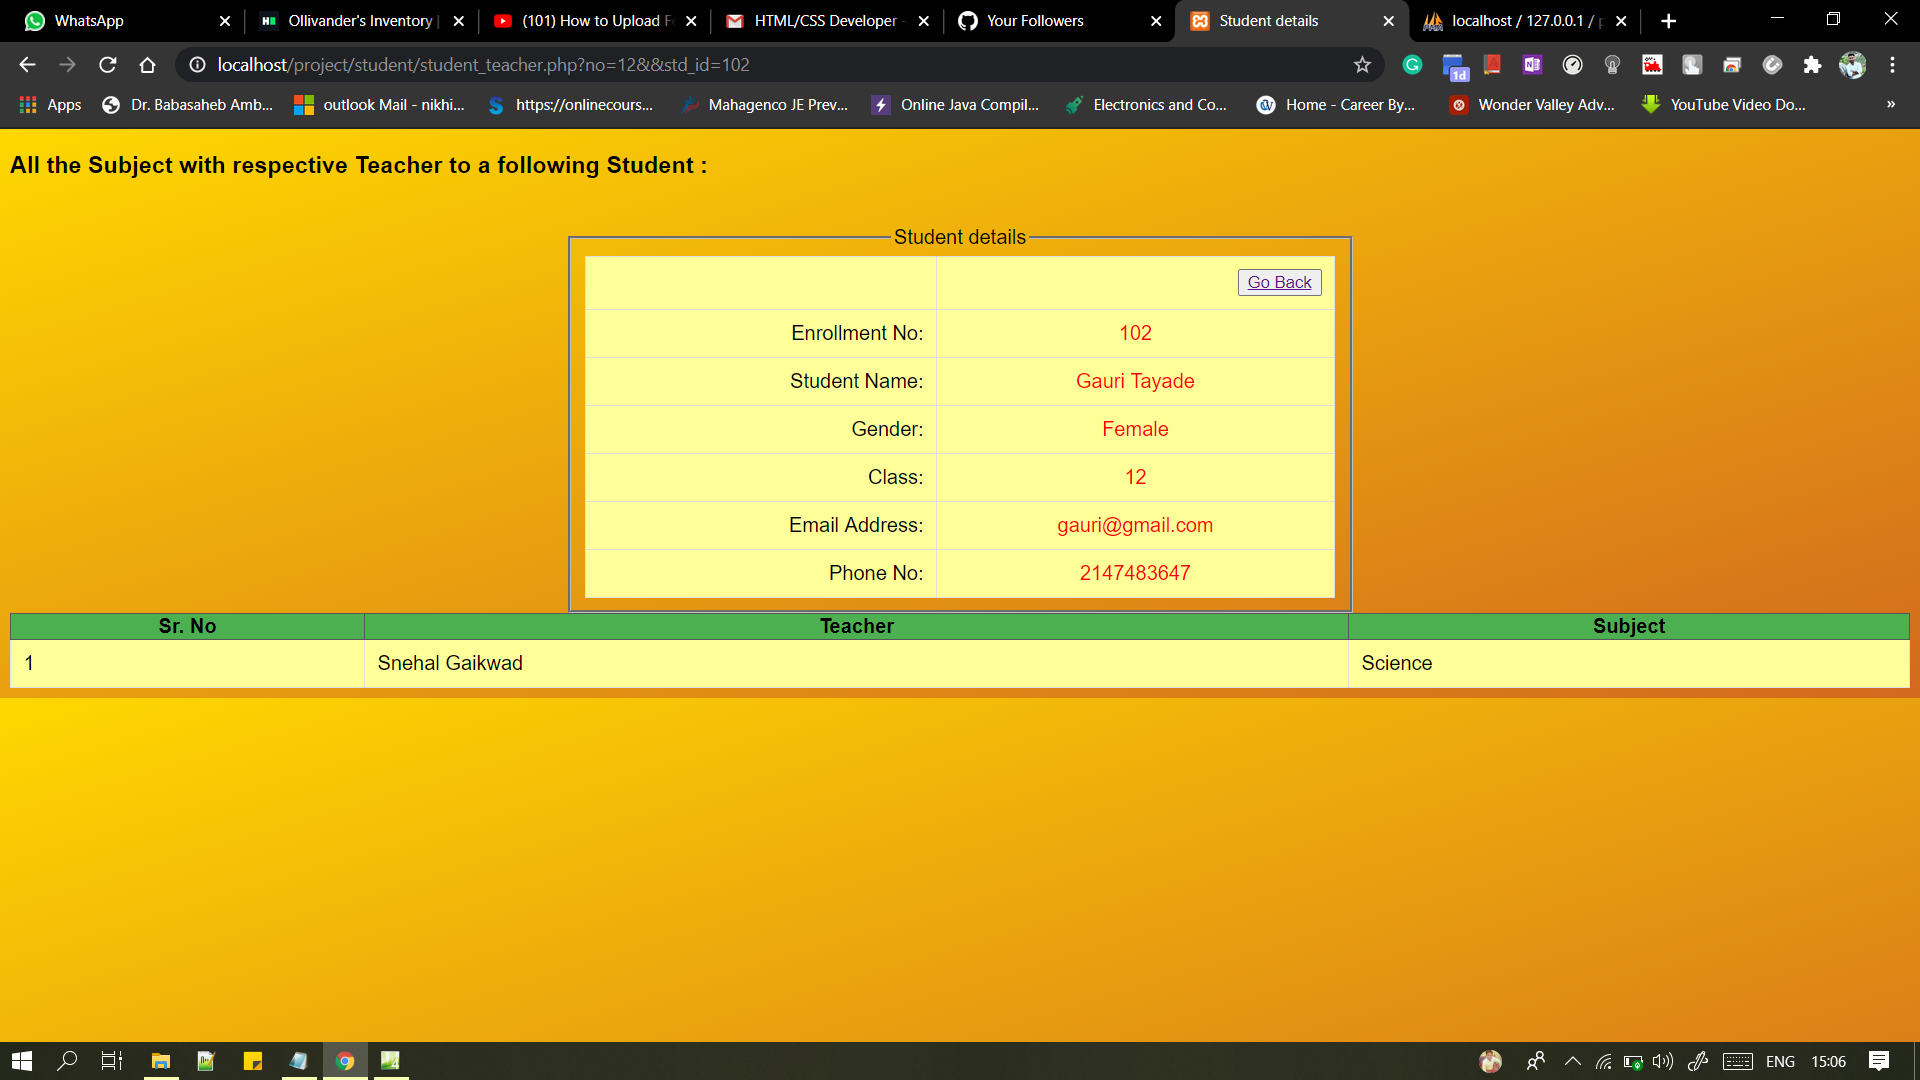 WhatsApp
Ollivander's Inventory |
(101) How to Upload F
HTML/CSS Developer -
Your Followers
Student details
localhost / 127.0.0.1 / p
localhost/project/student/student_teacher.php?no=12&&std_id=102
1d
Apps
Dr. Babasaheb Amb...
outlook Mail - nikhi...
https://onlinecours...
Mahagenco JE Prev...
Online Java Compil...
Electronics and Co...
Home - Career By...
Wonder Valley Adv...
YouTube Video Do...
»
All the Subject with respective Teacher to a following Student :
Student details
Go Back
Enrollment No: 102
Student Name: Gauri Tayade
Gender: Female
Class: 12
Email Address: gauri@gmail.com
Phone No: 2147483647
Sr. No Teacher Subject
1 Snehal Gaikwad Science
ENG 15:06